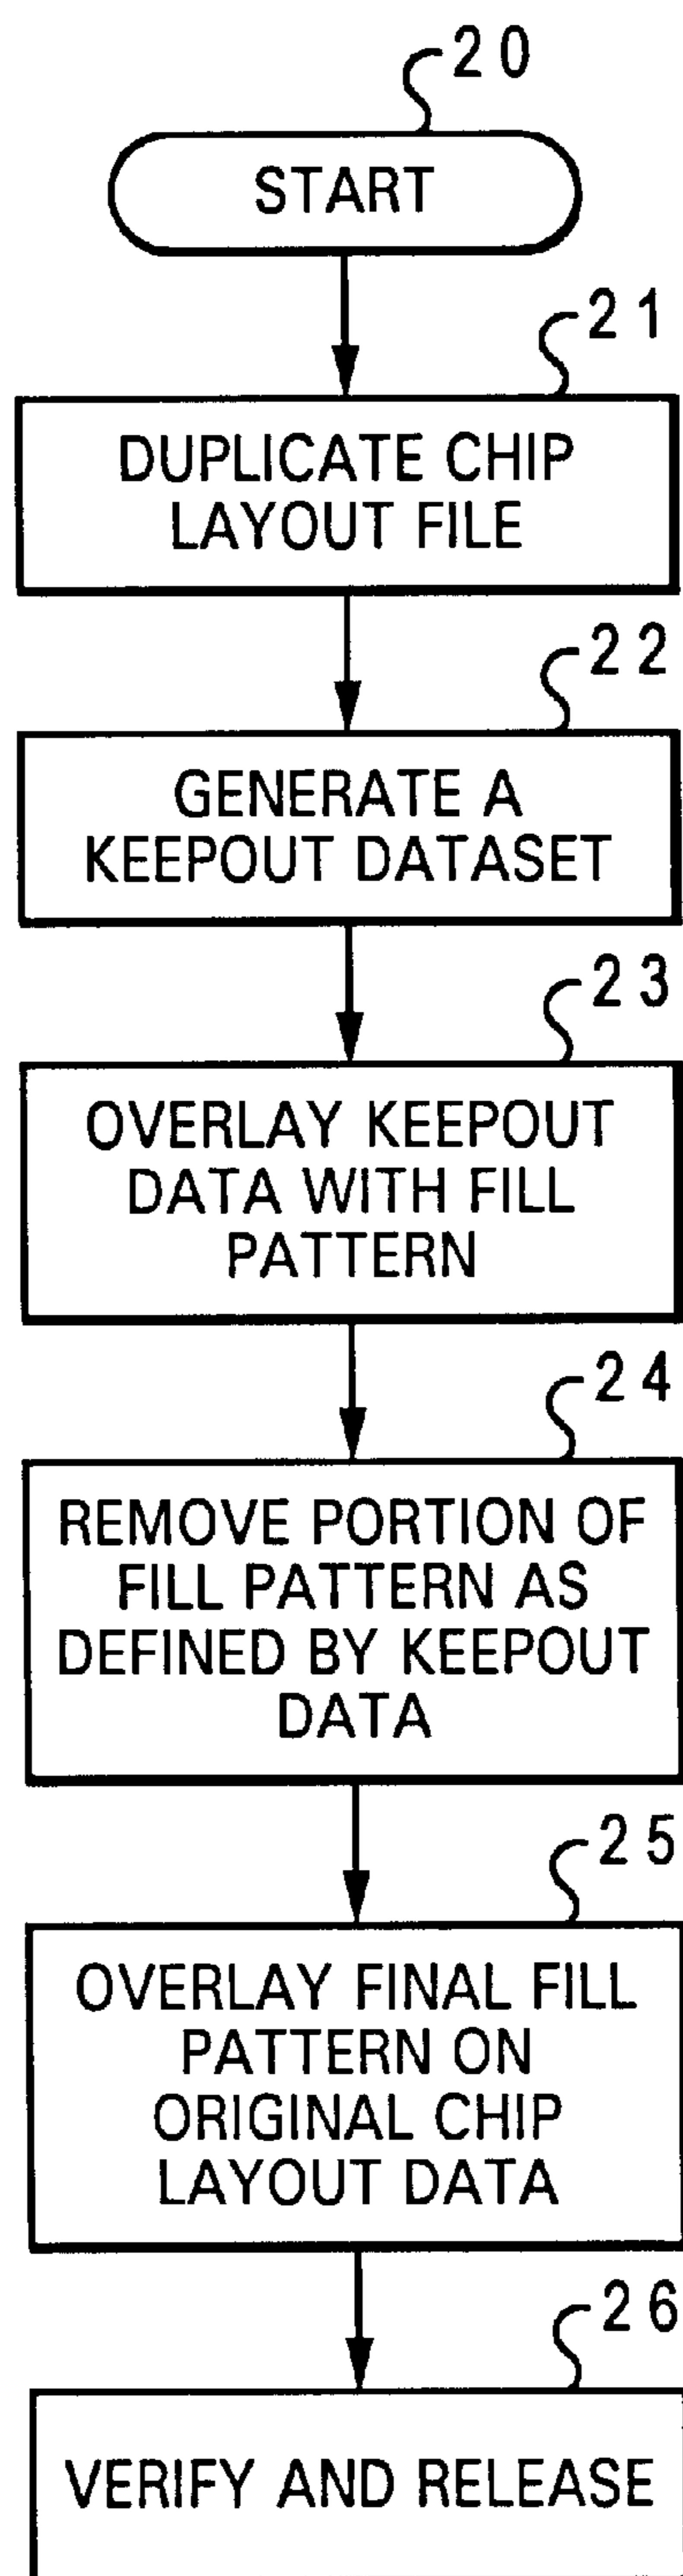 20
START
21
DUPLICATE CHIP
LAYOUT FILE
22
GENERATE A
KEEPOUT DATASET
23
OVERLAY KEEPOUT
DATA WITH FILL
PATTERN
24
REMOVE PORTION OF
FILL PATTERN AS
DEFINED BY KEEPOUT
DATA
25
OVERLAY FINAL FILL
PATTERN ON
ORIGINAL CHIP
LAYOUT DATA
26
VERIFY AND RELEASE